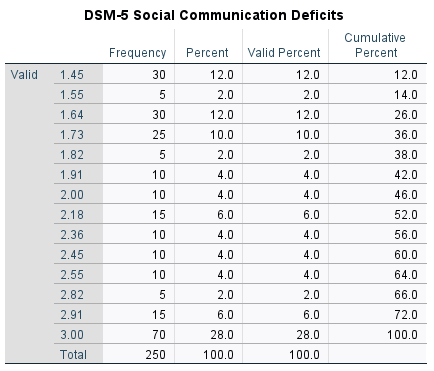 DSM-5 Social Communication Deficits
Frequency Percent Valid Percent Cumulative Percent
Valid 1.45 30 12.0 12.0 12.0
1.55 5 2.0 2.0 14.0
1.64 30 12.0 12.0 26.0
1.73 25 10.0 10.0 36.0
1.82 5 2.0 2.0 38.0
1.91 10 4.0 4.0 42.0
2.00 10 4.0 4.0 46.0
2.18 15 6.0 6.0 52.0
2.36 10 4.0 4.0 56.0
2.45 10 4.0 4.0 60.0
2.55 10 4.0 4.0 64.0
2.82 5 2.0 2.0 66.0
2.91 15 6.0 6.0 72.0
3.00 70 28.0 28.0 100.0
Total 250 100.0 100.0